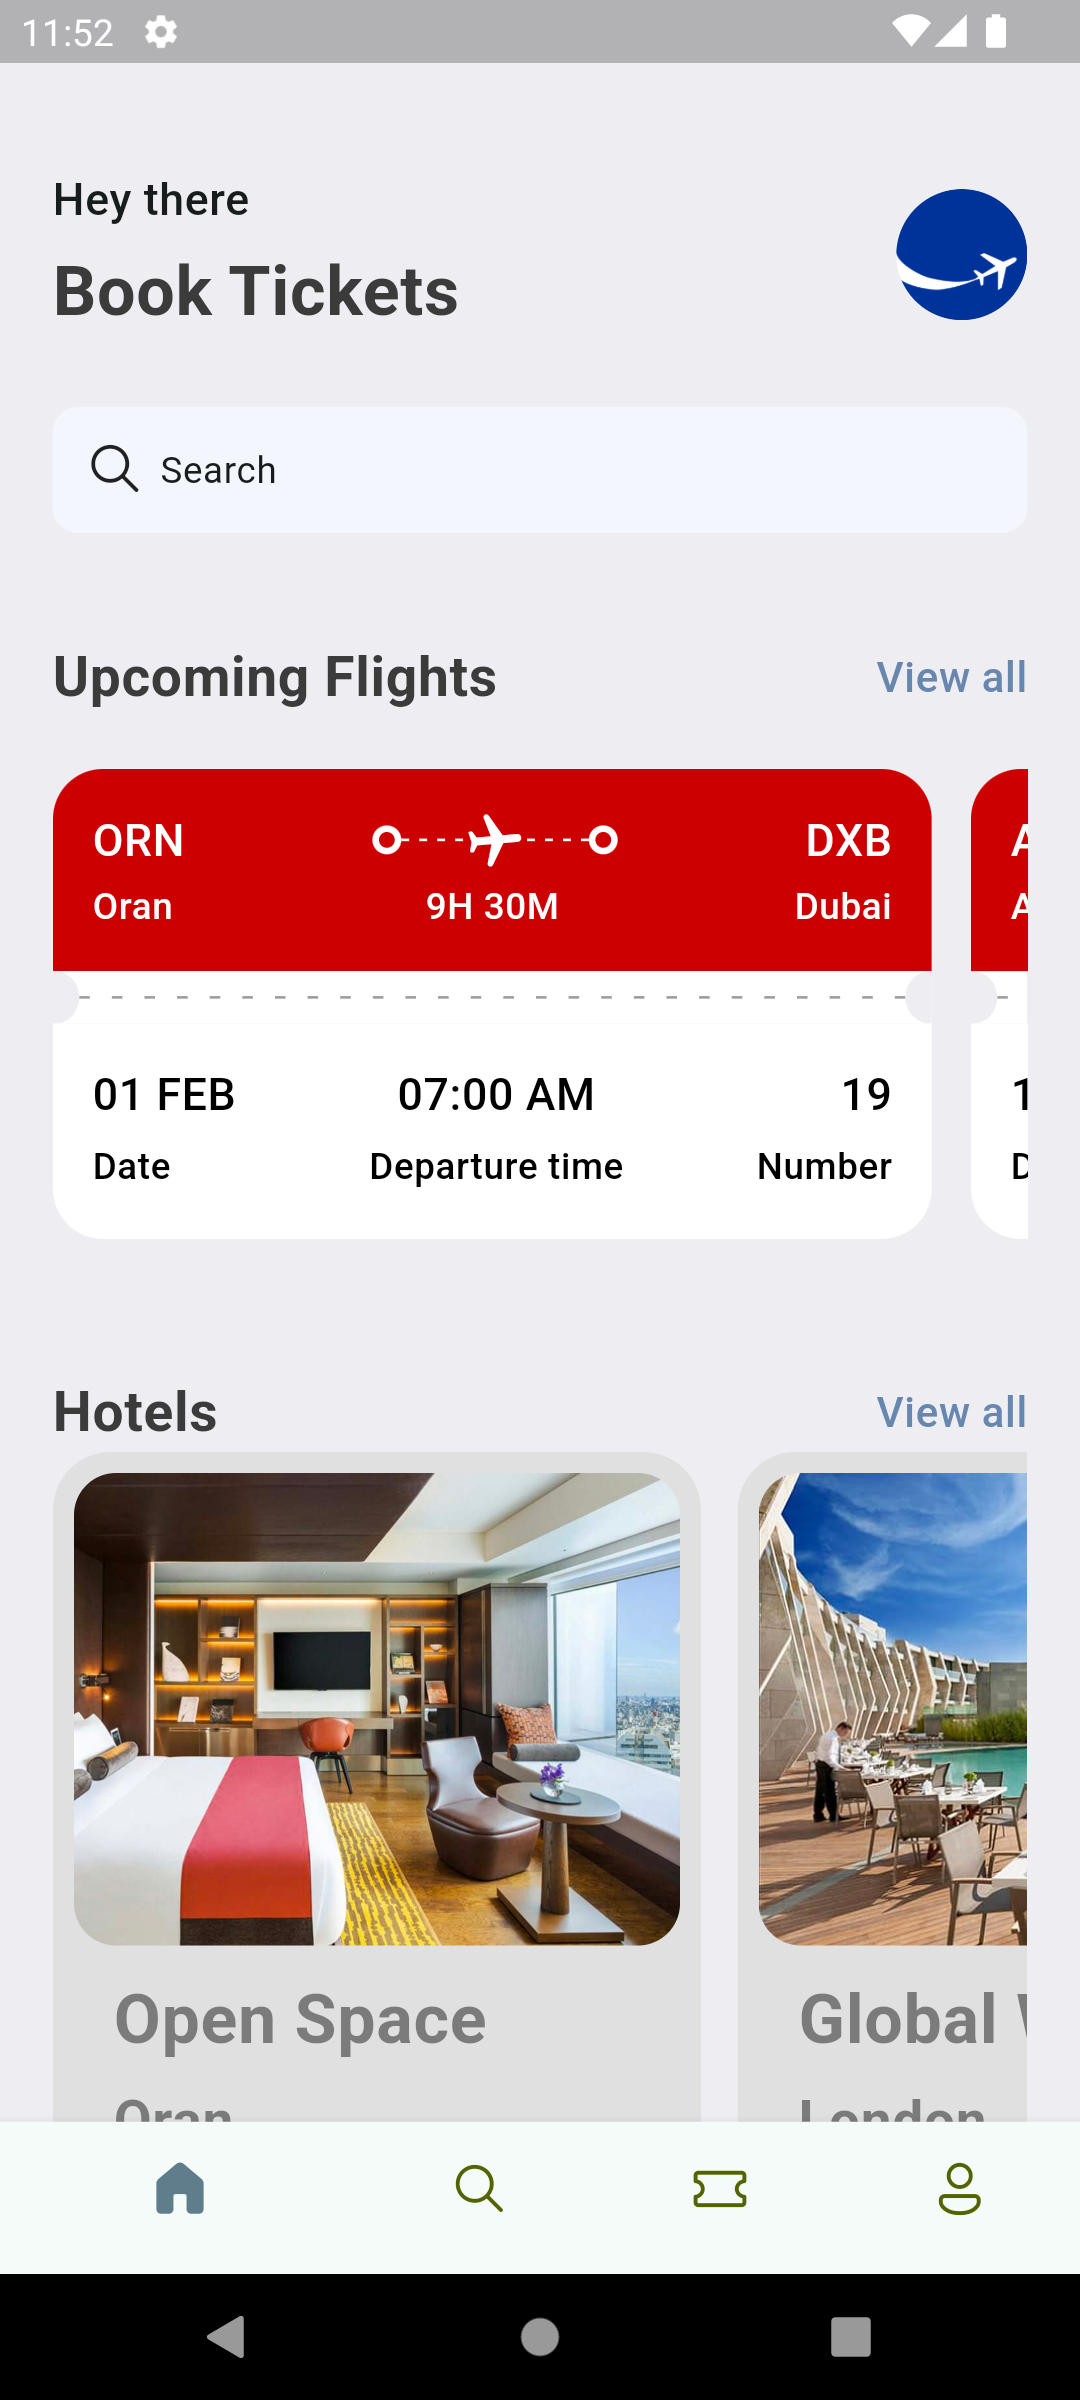 11:52
Hey there
Book Tickets
Search
Upcoming Flights
View all
ORN
DXB
A
Oran
9H 30M
Dubai
A
01 FEB
07:00 AM
19
1
Date
Departure time
Number
D
Hotels
View all
Open Space
Global
Oran
London